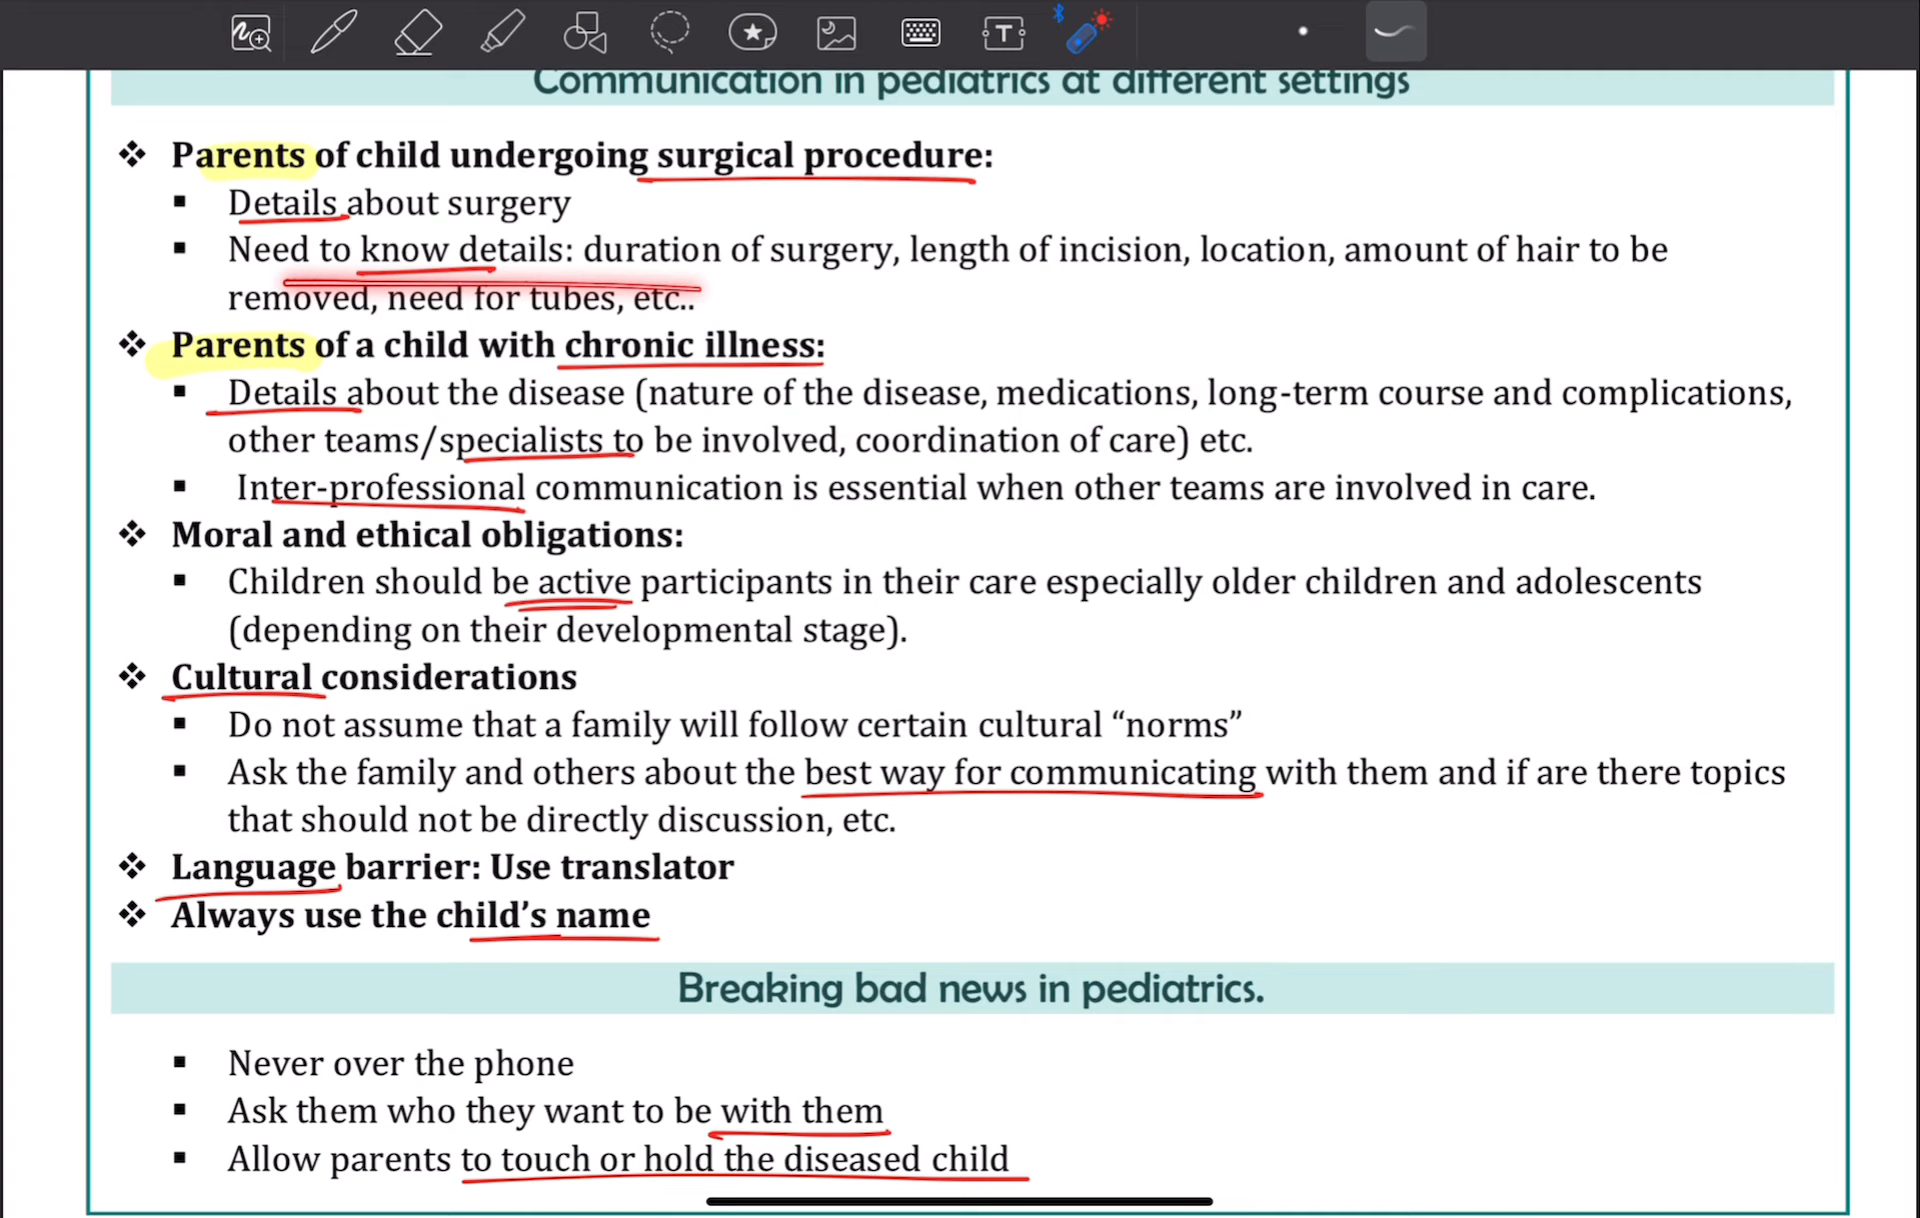 Communication in pediatrics at different settings
❖ Parents of child undergoing surgical procedure:
▪ Details about surgery
▪ Need to know details: duration of surgery, length of incision, location, amount of hair to be
removed, need for tubes, etc..
❖ Parents of a child with chronic illness:
▪ Details about the disease (nature of the disease, medications, long-term course and complications,
other teams/specialists to be involved, coordination of care) etc.
▪ Inter-professional communication is essential when other teams are involved in care.
❖ Moral and ethical obligations:
▪ Children should be active participants in their care especially older children and adolescents
(depending on their developmental stage).
❖ Cultural considerations
▪ Do not assume that a family will follow certain cultural “norms”
▪ Ask the family and others about the best way for communicating with them and if are there topics
that should not be directly discussion, etc.
❖ Language barrier: Use translator
❖ Always use the child’s name
Breaking bad news in pediatrics.
▪ Never over the phone
▪ Ask them who they want to be with them
▪ Allow parents to touch or hold the diseased child